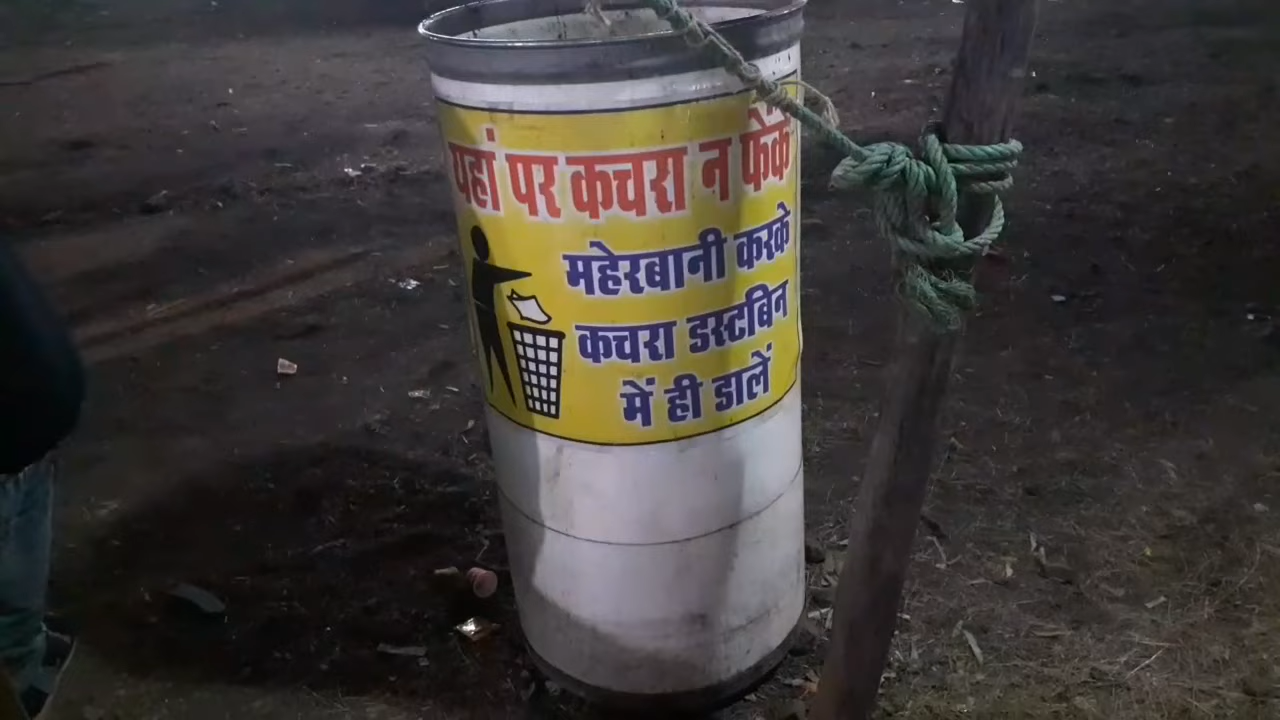 यहां पर कचरा न फेंकें
महेरबानी करके
कचरा डस्टबिन
में ही डालें